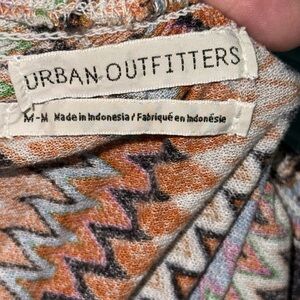 URBAN OUTFITTERS
M-M Made in Indonesia / Fabriqué en Indonésie